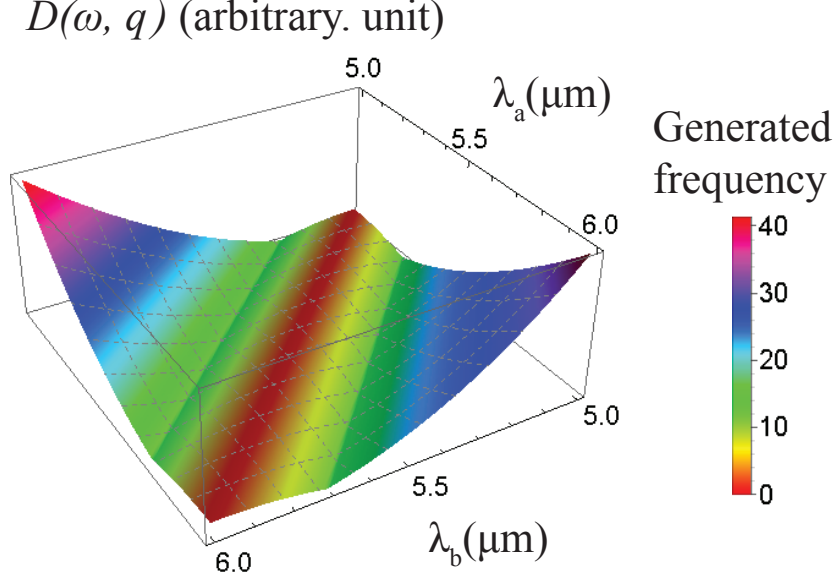 D(ω, q) (arbitrary. unit)
5.0
λa(μm)
5.5
6.0
Generated
frequency
40
30
20
10
0
5.0
5.5
λb(μm)
6.0